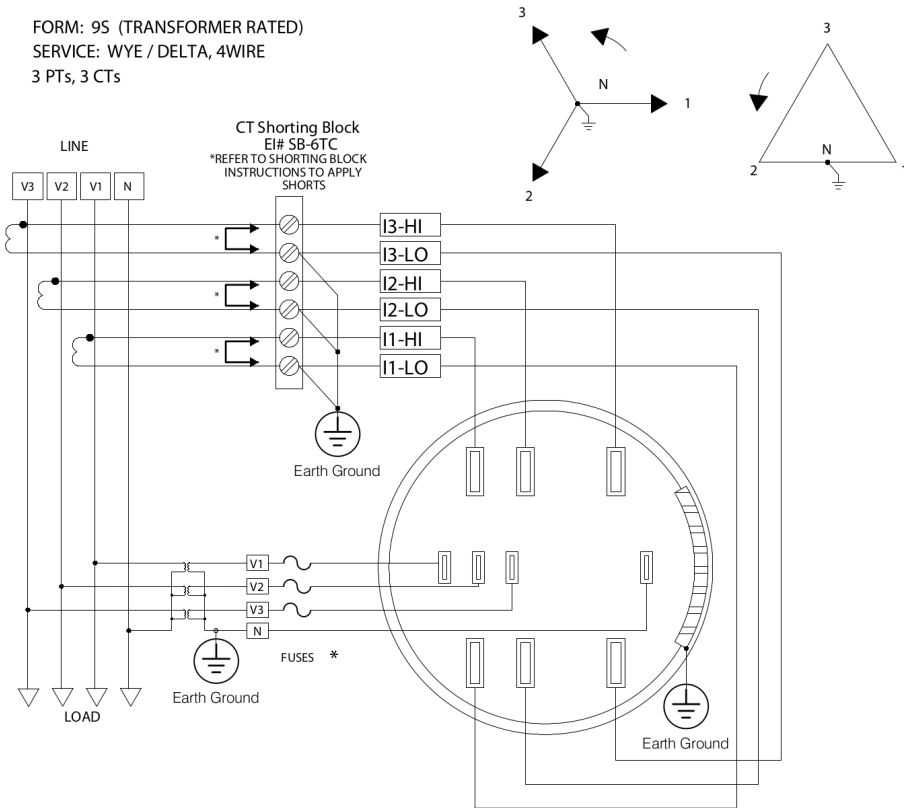 FORM: 9S (TRANSFORMER RATED)
SERVICE: WYE / DELTA, 4WIRE
3 PTs, 3 CTs
3
N
1
2
3
N
2
1
LINE
V3
V2
V1
N
CT Shorting Block
EI# SB-6TC
*REFER TO SHORTING BLOCK
INSTRUCTIONS TO APPLY
SHORTS
*
I3-HI
I3-LO
*
I2-HI
I2-LO
*
I1-HI
I1-LO
Earth Ground
V1
V2
V3
N
FUSES *
Earth Ground
LOAD
Earth Ground